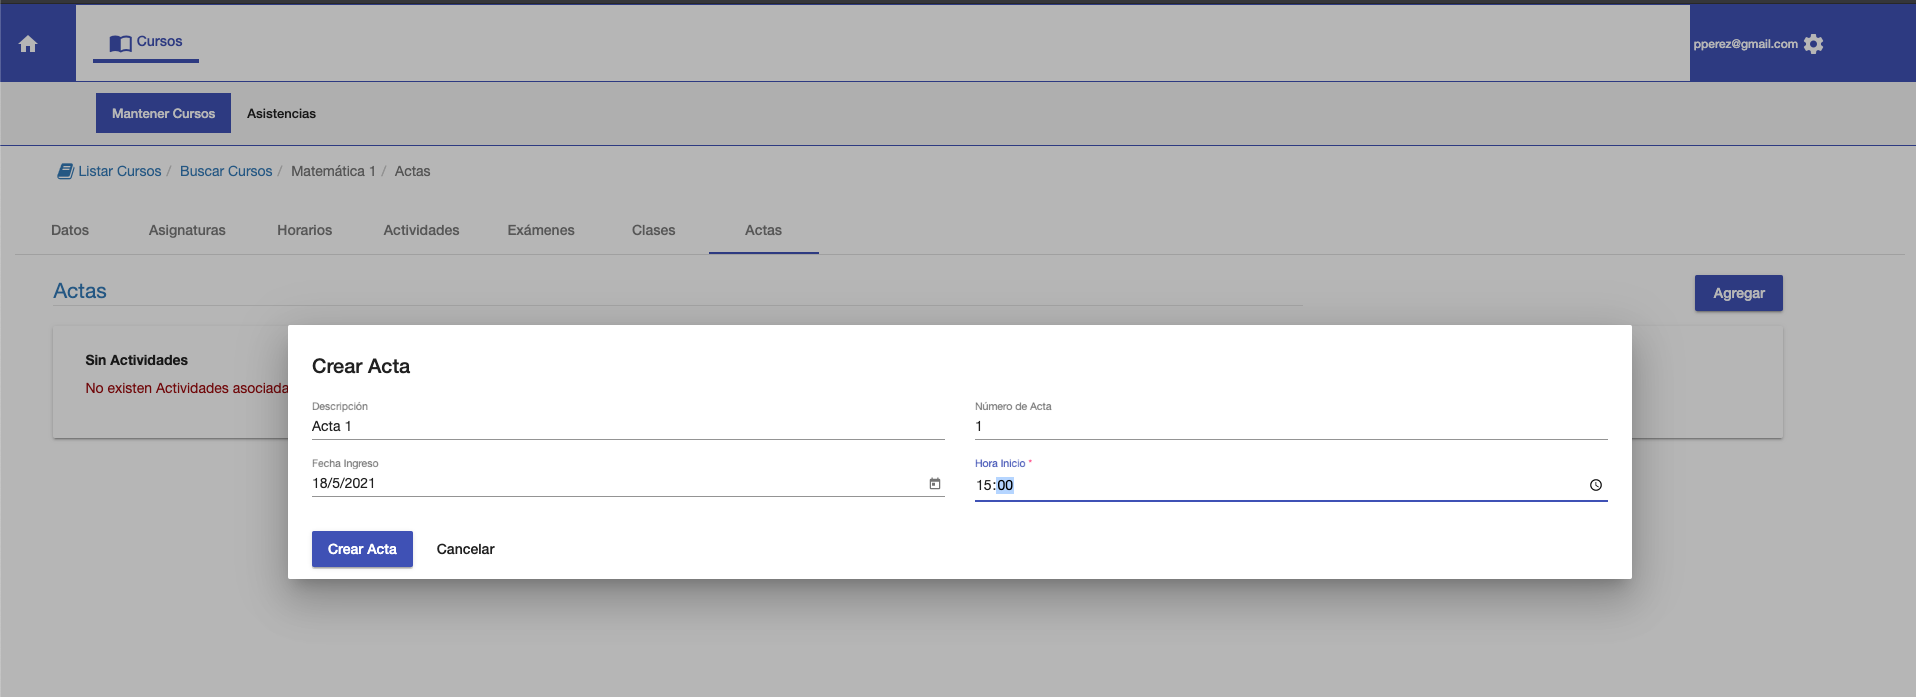 Cursos
pperez@gmail.com
Mantener Cursos
Asistencias
Listar Cursos / Buscar Cursos / Matemática 1 / Actas
Datos
Asignaturas
Horarios
Actividades
Exámenes
Clases
Actas
Actas
Agregar
Sin Actividades
No existen Actividades asociada
Crear Acta
Descripción
Acta 1
Número de Acta
1
Fecha Ingreso
18/5/2021
Hora Inicio *
15:00
Crear Acta
Cancelar